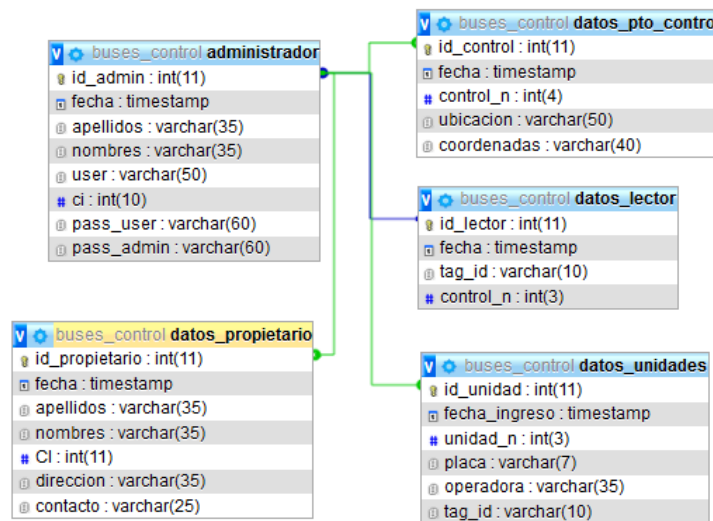 buses_control administrador
id_admin : int(11)
fecha : timestamp
apellidos : varchar(35)
nombres : varchar(35)
user : varchar(50)
ci : int(10)
pass_user : varchar(60)
pass_admin : varchar(60)
buses_control datos_pto_contro
id_control : int(11)
fecha : timestamp
control_n : int(4)
ubicacion : varchar(50)
coordenadas : varchar(40)
buses_control datos_lector
id_lector : int(11)
fecha : timestamp
tag_id : varchar(10)
control_n : int(3)
buses_control datos_propietario
id_propietario : int(11)
fecha : timestamp
apellidos : varchar(35)
nombres : varchar(35)
CI : int(11)
direccion : varchar(35)
contacto : varchar(25)
buses_control datos_unidades
id_unidad : int(11)
fecha_ingreso : timestamp
unidad_n : int(3)
placa : varchar(7)
operadora : varchar(35)
tag_id : varchar(10)